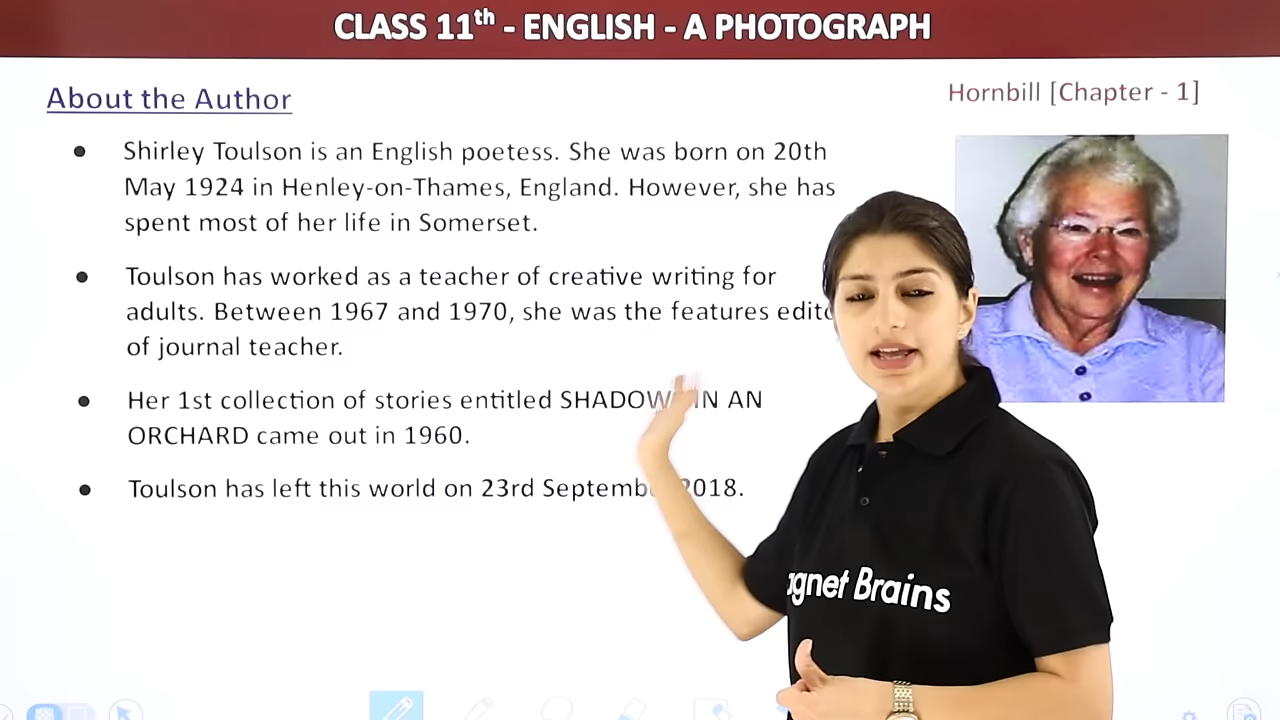 CLASS 11th - ENGLISH - A PHOTOGRAPH
About the Author
Hornbill [Chapter - 1]
● Shirley Toulson is an English poetess. She was born on 20th
May 1924 in Henley-on-Thames, England. However, she has
spent most of her life in Somerset.
● Toulson has worked as a teacher of creative writing for
adults. Between 1967 and 1970, she was the features
of journal teacher.
● Her 1st collection of stories entitled IN AN
ORCHARD came out in 1960.
● Toulson has left this world on 23rd 2018.
Brains